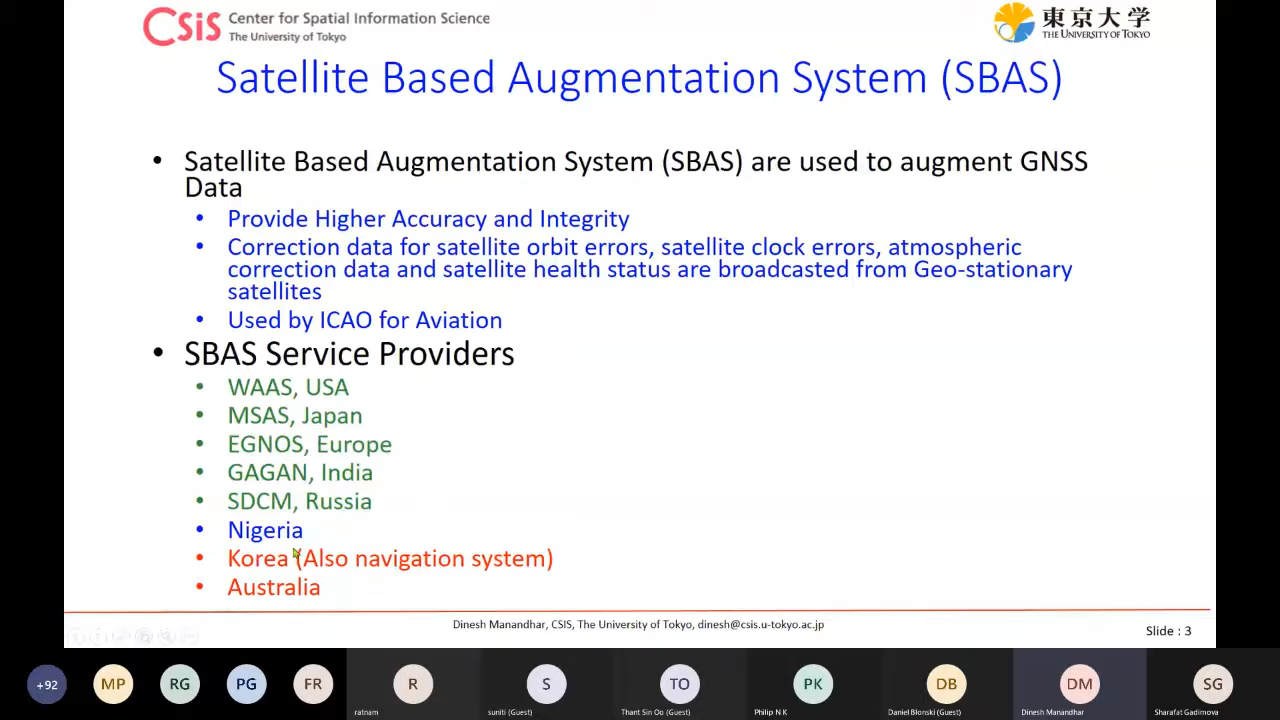 CSiS Center for Spatial Information Science
The University of Tokyo
東京大学
THE UNIVERSITY OF TOKYO
Satellite Based Augmentation System (SBAS)
• Satellite Based Augmentation System (SBAS) are used to augment GNSS
Data
• Provide Higher Accuracy and Integrity
• Correction data for satellite orbit errors, satellite clock errors, atmospheric
correction data and satellite health status are broadcasted from Geo-stationary
satellites
• Used by ICAO for Aviation
• SBAS Service Providers
• WAAS, USA
• MSAS, Japan
• EGNOS, Europe
• GAGAN, India
• SDCM, Russia
• Nigeria
• Korea (Also navigation system)
• Australia
Dinesh Manandhar, CSIS, The University of Tokyo, dinesh@csis.u-tokyo.ac.jp
Slide : 3
+92 MP RG PG FR R S TO PK DB DM SG
ratnam suniti (Guest) Thant Sin Oo (Guest) Philip N K Daniel Blonski (Guest) Dinesh Manandhar Sharafat Gadimova